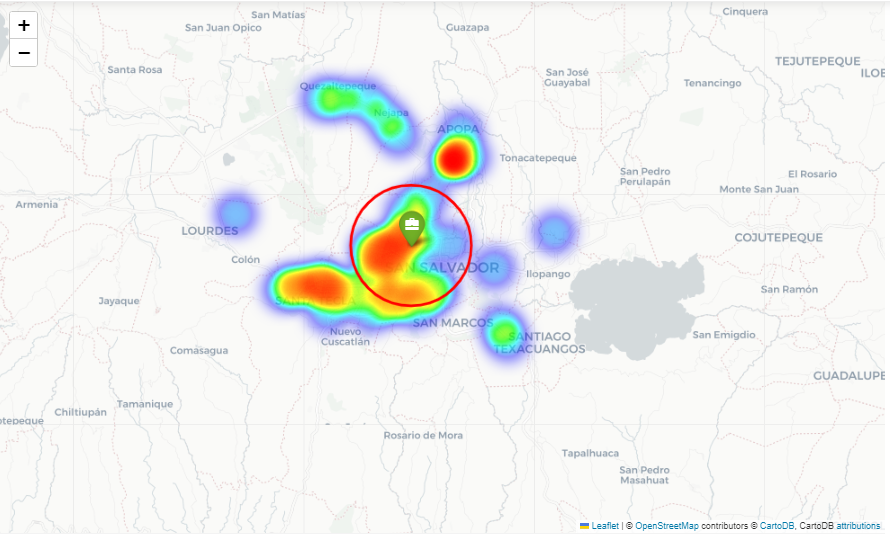 +
−
San Matías
San Juan Opico
Guazapa
Cinquera
Santa Rosa
San José
Guayabal
TEJUTEPEQUE
ILOB
Tenancingo
Quezaltepeque
Nejapa
APOPA
Tonacatepeque
San Pedro
Perulapán
El Rosario
Monte San Juan
Armenia
LOURDES
COJUTEPEQUE
Colón
SAN SALVADOR
Ilopango
San Ramón
Jayaque
SAN MARCOS
Nuevo
Cuscatlán
SANTIAGO
TEXACUANGOS
San Emigdio
Comasagua
GUADALUPE
Tamanique
Chiltiupán
otepeque
Rosario de Mora
Tapalhuaca
San Pedro
Masahuat
Leaflet | © OpenStreetMap contributors © CartoDB, CartoDB attributions